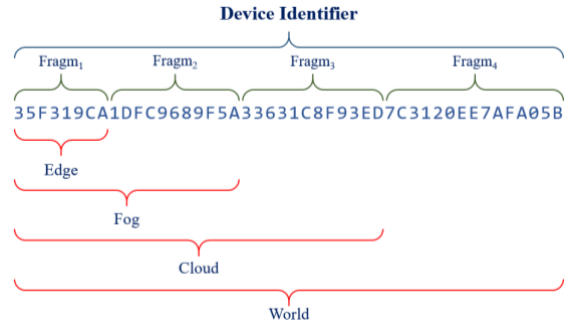 Device Identifier
Fragm₁ Fragm₂ Fragm₃ Fragm₄
35F319CA1DFC9689F5A33631C8F93ED7C3120EE7AFA05B
Edge
Fog
Cloud
World